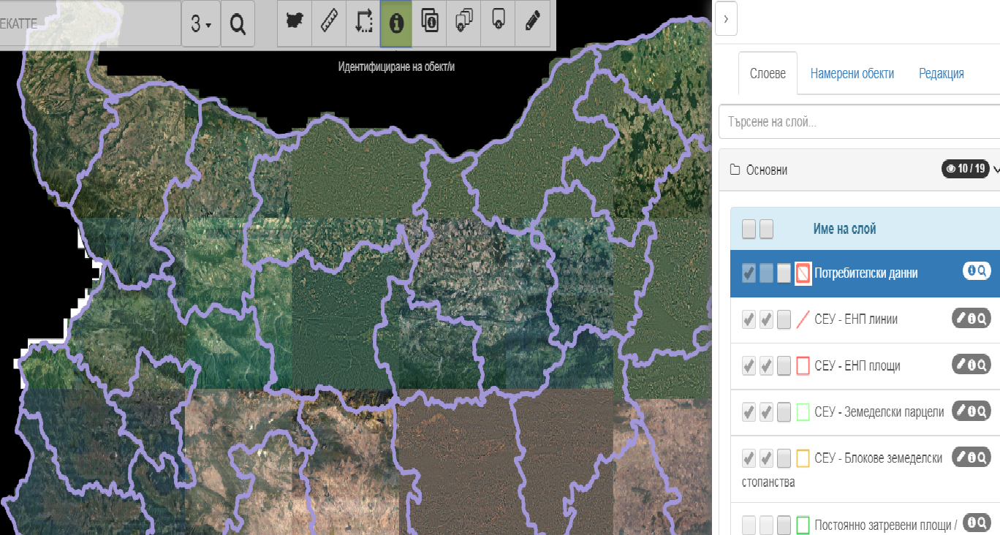 ЕКАТТЕ
3
Идентифициране на обект/и
Слоеве Намерени обекти Редакция
Търсене на слой...
Основни 10 / 19
Име на слой
Потребителски данни
СЕУ - ЕНП линии
СЕУ - ЕНП площи
СЕУ - Земеделски парцели
СЕУ - Блокове земеделски
стопанства
Постоянно затревени площи /